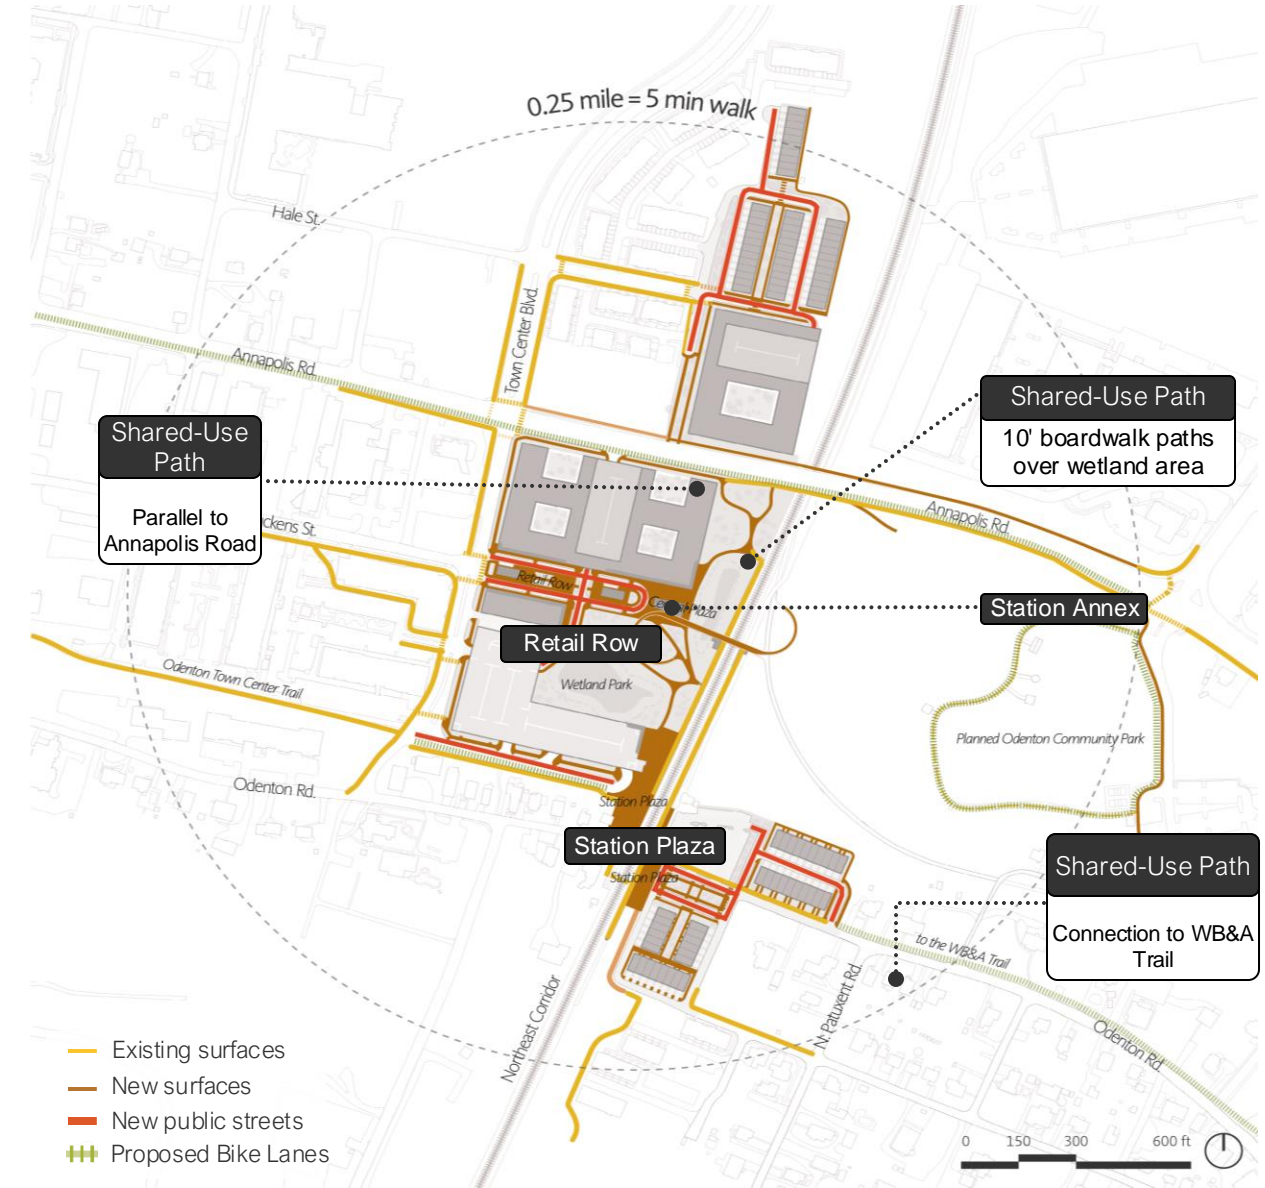 0.25 mile = 5 min walk
Hale St.
Town Center Blvd.
Annapolis Rd.
Shared-Use Path
10' boardwalk paths
over wetland area
Shared-Use
Path
Parallel to
Annapolis Road
ckens St.
Annapolis Rd.
Retail Row
Plaza
Station Annex
Retail Row
Wetland Park
Odenton Town Center Trail
Planned Odenton Community Park
Odenton Rd.
Station Plaza
Station Plaza
Station Plaza
Shared-Use Path
Connection to WB&A
Trail
to the WB&A Trail
N. Patuxent Rd.
Northeast Corridor
Odenton Rd.
Existing surfaces
New surfaces
New public streets
Proposed Bike Lanes
0 150 300 600 ft